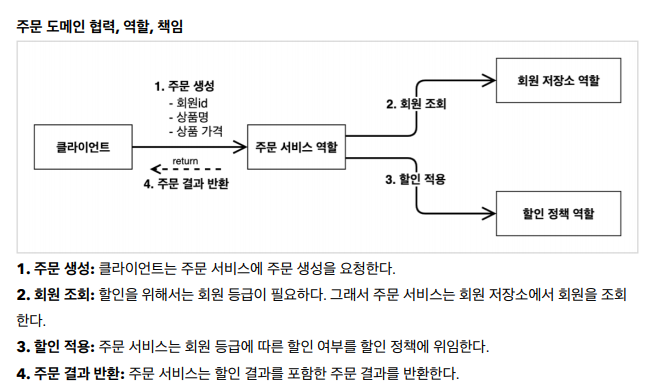 주문 도메인 협력, 역할, 책임
1. 주문 생성
- 회원id
- 상품명
- 상품 가격
클라이언트
return
4. 주문 결과 반환
주문 서비스 역할
2. 회원 조회
회원 저장소 역할
3. 할인 적용
할인 정책 역할
1. 주문 생성: 클라이언트는 주문 서비스에 주문 생성을 요청한다.
2. 회원 조회: 할인을 위해서는 회원 등급이 필요하다. 그래서 주문 서비스는 회원 저장소에서 회원을 조회
한다.
3. 할인 적용: 주문 서비스는 회원 등급에 따른 할인 여부를 할인 정책에 위임한다.
4. 주문 결과 반환: 주문 서비스는 할인 결과를 포함한 주문 결과를 반환한다.